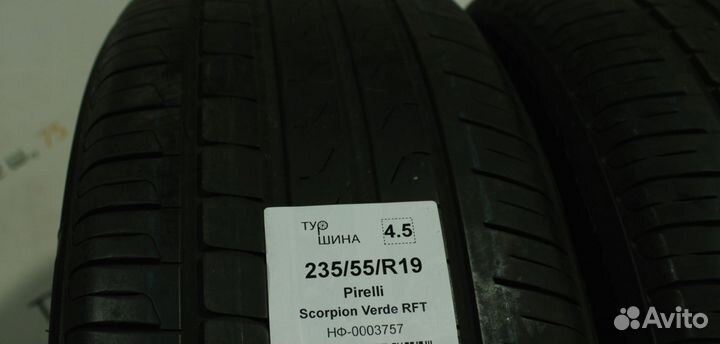 ТУР
ШИНА
4.5
235/55/R19
Pirelli
Scorpion Verde RFT
НФ-0003757
Avito